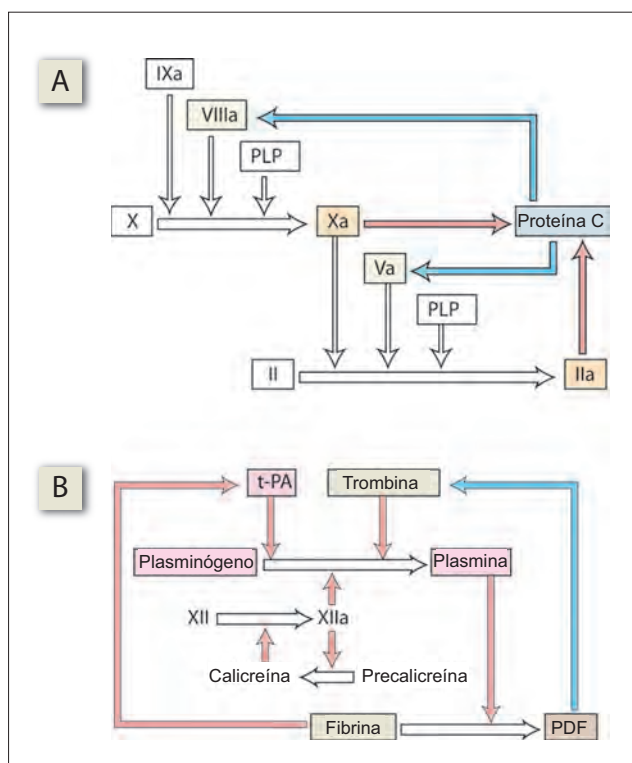 A
IXa
VIIIa
PLP
X
Xa
Proteína C
Va
PLP
II
IIa
B
t-PA
Trombina
Plasminógeno
Plasmina
XII
XIIa
Calicreína
Precalicreína
Fibrina
PDF